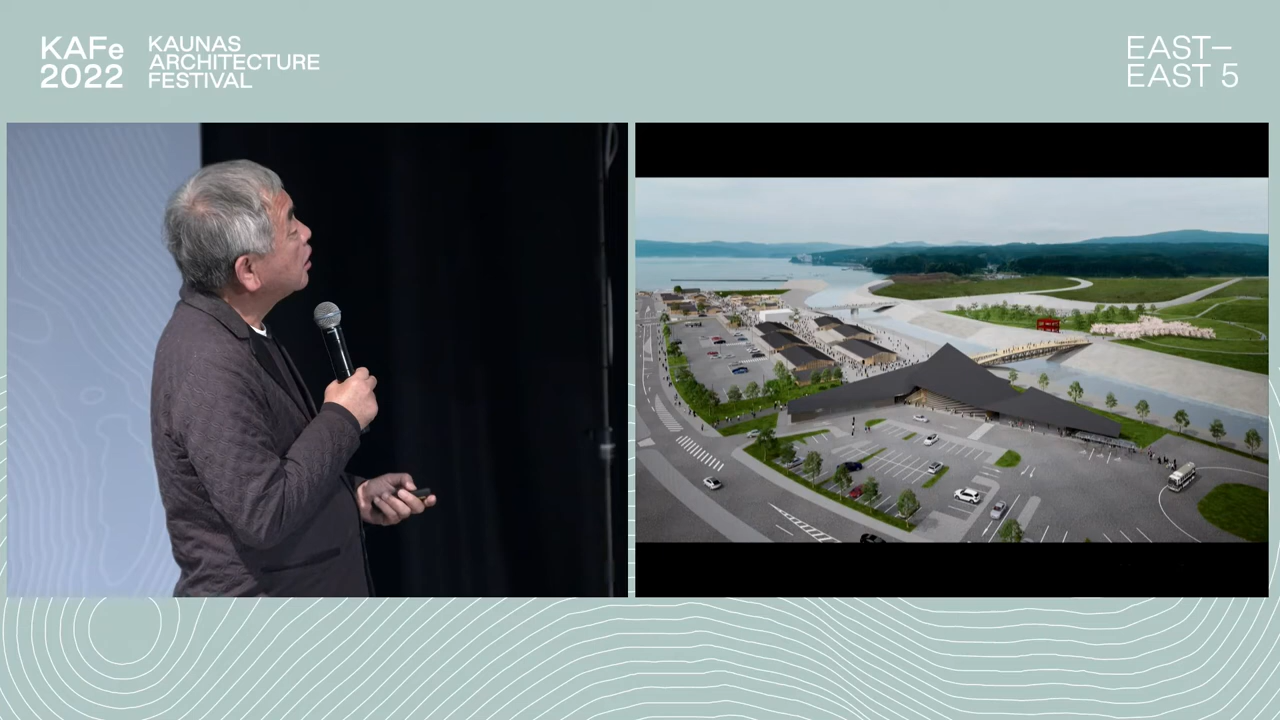 KAFe
2022
KAUNAS
ARCHITECTURE
FESTIVAL
EAST–
EAST 5